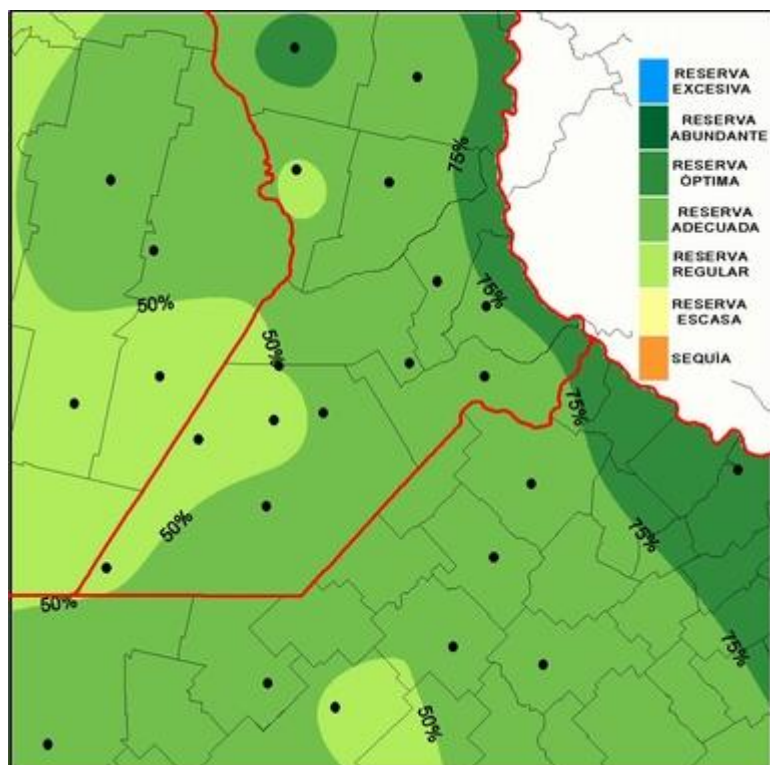 RESERVA
EXCESIVA
RESERVA
ABUNDANTE
RESERVA
ÓPTIMA
RESERVA
ADECUADA
RESERVA
REGULAR
RESERVA
ESCASA
SEQUÌA
75%
75%
50%
50%
75%
50%
75%
50%
75%
50%